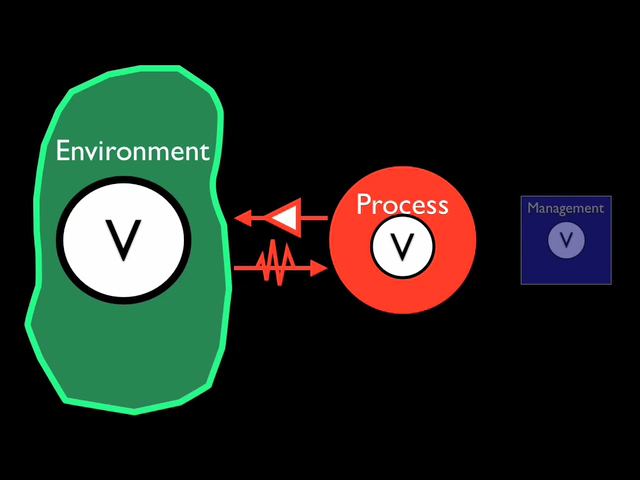 Environment
V
Process
V
Management
V